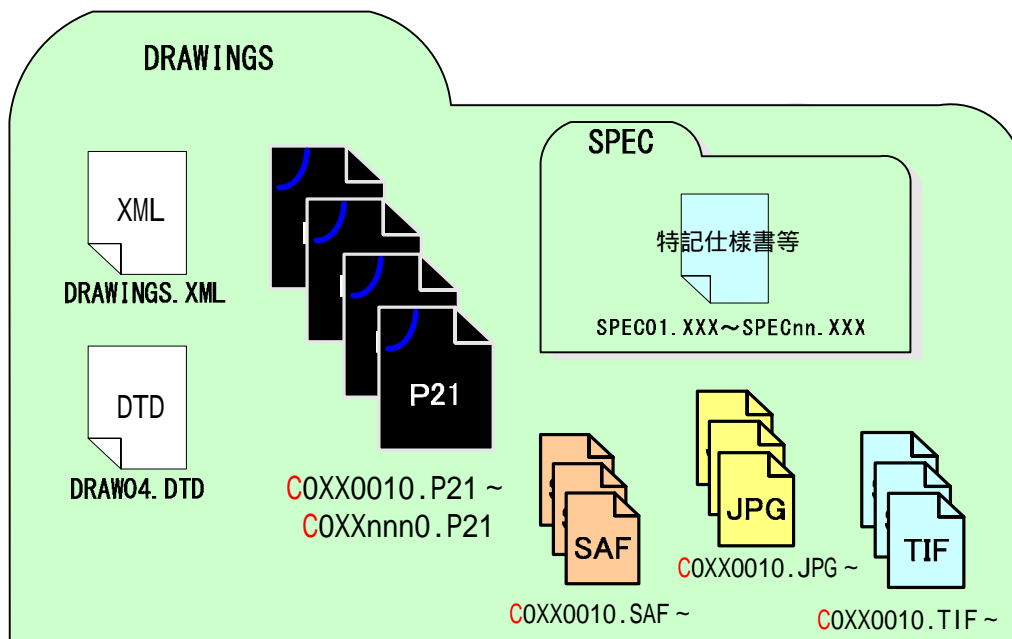 DRAWINGS
XML
DRAWINGS.XML
DTD
DRAW04.DTD
P21
C0XX0010.P21~
C0XXnnn0.P21
SPEC
特記仕様書等
SPEC01.XXX～SPECnn.XXX
SAF
C0XX0010.SAF~
JPG
C0XX0010.JPG~
TIF
C0XX0010.TIF~